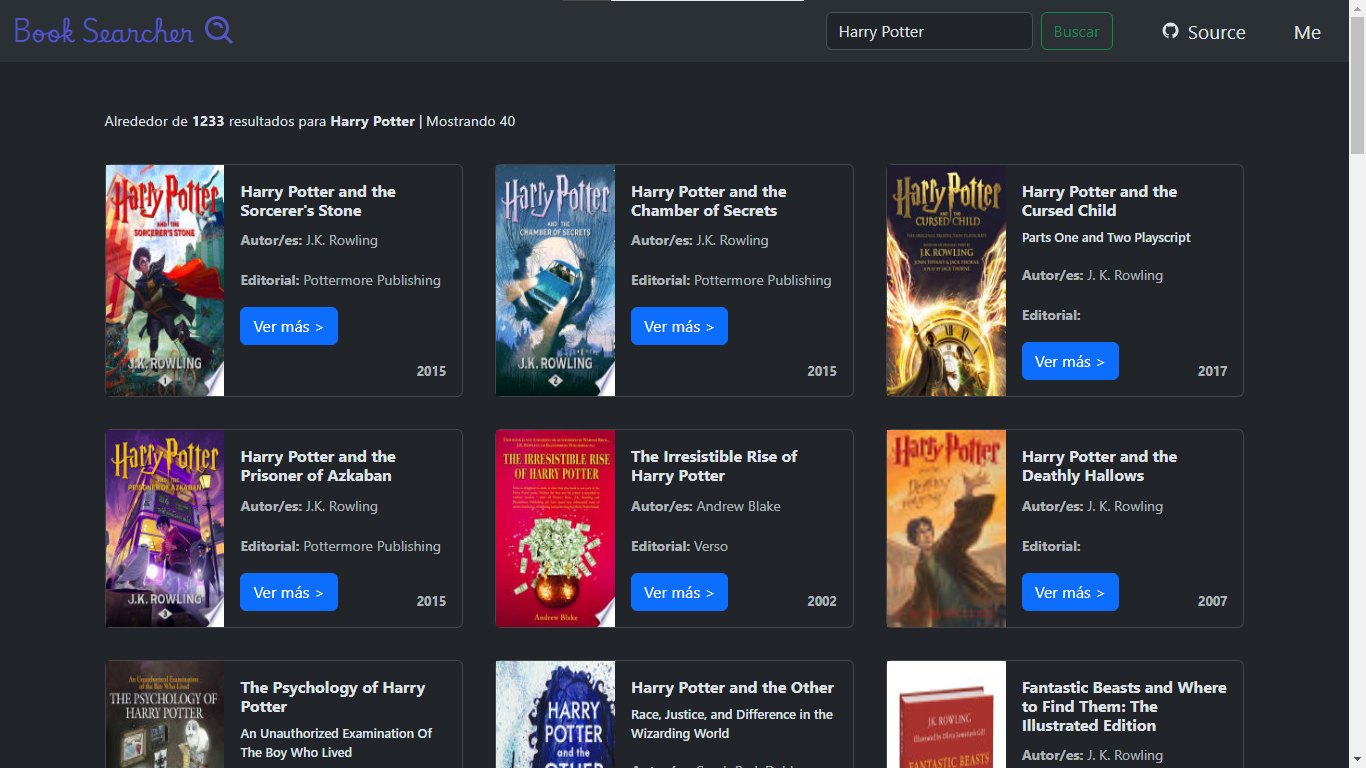 Book Searcher
Harry Potter
Buscar
Source
Me
Alrededor de 1233 resultados para Harry Potter | Mostrando 40
Harry Potter
AND THE
SORCERER'S STONE
J.K. ROWLING
1
Harry Potter and the
Sorcerer's Stone
Autor/es: J.K. Rowling
Editorial: Pottermore Publishing
Ver más >
2015
Harry Potter
AND THE
CHAMBER OF SECRETS
J.K. ROWLING
2
Harry Potter and the
Chamber of Secrets
Autor/es: J.K. Rowling
Editorial: Pottermore Publishing
Ver más >
2015
Harry Potter
AND THE
CURSED CHILD
J.K. ROWLING
JOHN TIFFANY & JACK THORNE
A PLAY BY JACK THORNE
Harry Potter and the
Cursed Child
Parts One and Two Playscript
Autor/es: J. K. Rowling
Editorial:
Ver más >
2017
Harry Potter
AND THE
PRISONER OF AZKABAN
J.K. ROWLING
3
Harry Potter and the
Prisoner of Azkaban
Autor/es: J.K. Rowling
Editorial: Pottermore Publishing
Ver más >
2015
THE IRRESISTIBLE RISE
OF HARRY POTTER
Andrew Blake
The Irresistible Rise of
Harry Potter
Autor/es: Andrew Blake
Editorial: Verso
Ver más >
2002
Harry Potter
Deathly Hallows
Harry Potter and the
Deathly Hallows
Autor/es: J. K. Rowling
Editorial:
Ver más >
2007
An Unauthorized Examination
of the Boy Who Lived
THE PSYCHOLOGY OF
HARRY POTTER
The Psychology of Harry
Potter
An Unauthorized Examination Of
The Boy Who Lived
HARRY
POTTER
and the
OTHER
Harry Potter and the Other
Race, Justice, and Difference in the
Wizarding World
J.K. ROWLING
FANTASTIC BEASTS
Fantastic Beasts and Where
to Find Them: The
Illustrated Edition
Autor/es: J. K. Rowling